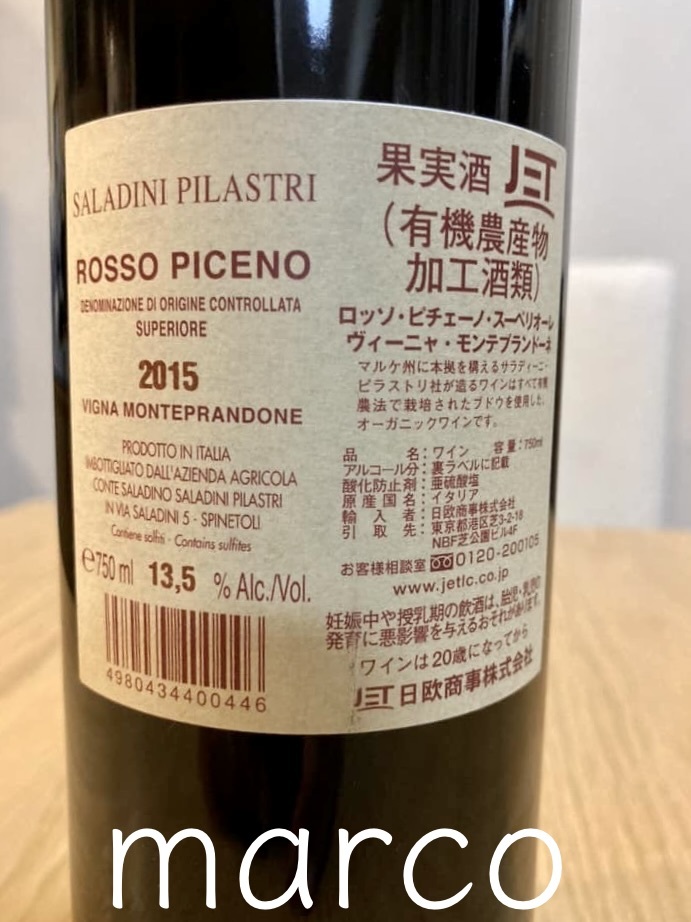 SALADINI PILASTRI
ROSSO PICENO
DENOMINAZIONE DI ORIGINE CONTROLLATA
SUPERIORE
2015
VIGNA MONTEPRANDONE
PRODOTTO IN ITALIA
IMBOTTIGLIATO DALL'AZIENDA AGRICOLA
CONTE SALADINO SALADINI PILASTRI
IN VIA SALADINI 5 - SPINETOLI
Contiene solfiti - Contains sulfites
℮750 ml 13,5 % Alc./Vol.
4980434400446
果実酒 JET
(有機農産物
加工酒類)
ロッソ・ピチェーノ・スーペリオーレ
ヴィーニャ・モンテプランドーネ
マルケ州に本拠を構えるサラディーニ・
ピラストリ社が造るワインはすべて有機
農法で栽培されたブドウを使用した、
オーガニックワインです。
品名:ワイン 容量:750ml
アルコール分:裏ラベルに記載
酸化防止剤:亜硫酸塩
原産国名:イタリア
輸入者:日欧商事株式会社
引取先:東京都港区芝3-2-18
NBF芝公園ビル4F
お客様相談室 0120-200105
www.jetlc.co.jp
妊娠中や授乳期の飲酒は、胎児・乳児の
発育に悪影響を与えるおそれがあります。
ワインは20歳になってから
JET 日欧商事株式会社
marco